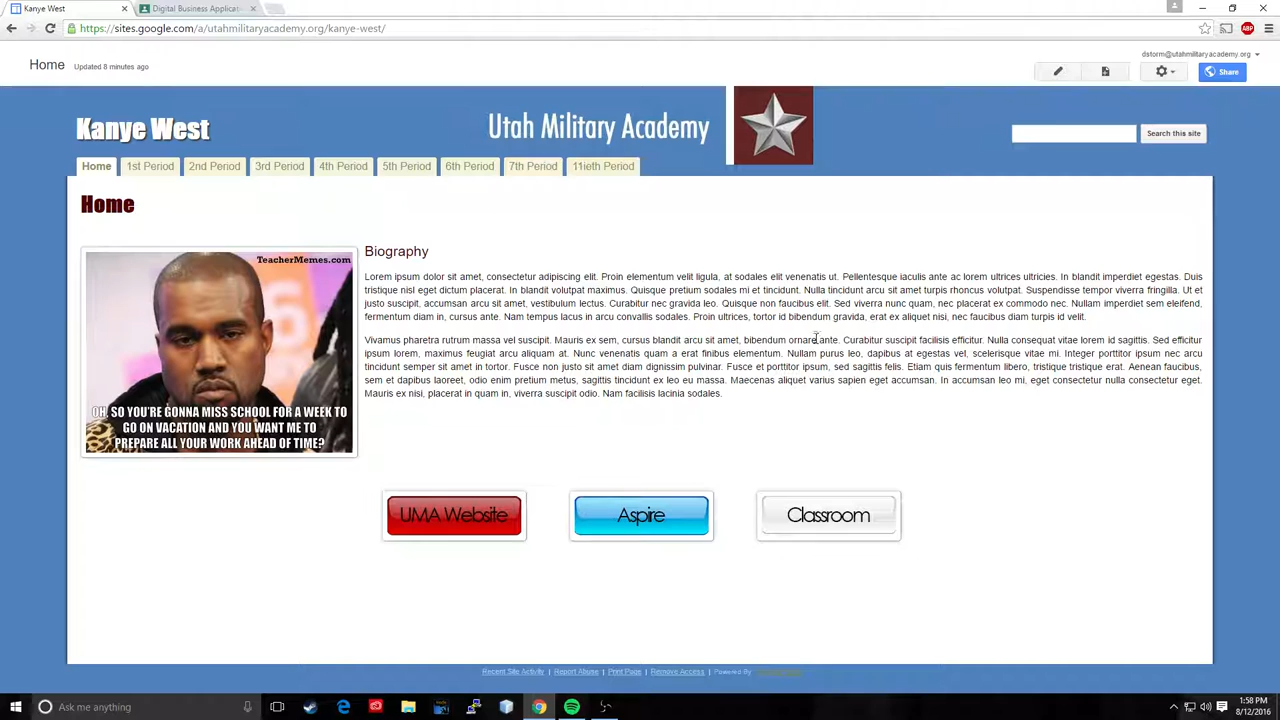 Kanye West
Digital Business Applicat
https://sites.google.com/a/utahmilitaryacademy.org/kanye-west/
ABP
dstorm@utahmilitaryacademy.org
Home
Updated 8 minutes ago
Share
Kanye West
Utah Military Academy
Search this site
Home
1st Period
2nd Period
3rd Period
4th Period
5th Period
6th Period
7th Period
11ieth Period
Home
TeacherMemes.com
OH, SO YOU'RE GONNA MISS SCHOOL FOR A WEEK TO
GO ON VACATION AND YOU WANT ME TO
PREPARE ALL YOUR WORK AHEAD OF TIME?
Biography
Lorem ipsum dolor sit amet, consectetur adipiscing elit. Proin elementum velit ligula, at sodales elit venenatis ut. Pellentesque iaculis ante ac lorem ultrices ultricies. In blandit imperdiet egestas. Duis
tristique nisl eget dictum placerat. In blandit volutpat maximus. Quisque pretium sodales mi et tincidunt. Nulla tincidunt arcu sit amet turpis rhoncus volutpat. Suspendisse tempor viverra fringilla. Ut
justo suscipit, accumsan arcu sit amet, vestibulum lectus. Curabitur nec gravida leo. Quisque non faucibus elit. Sed viverra nunc quam, nec placerat ex commodo nec. Nullam imperdiet sem eleifend,
fermentum diam in, cursus ante. Nam tempus lacus in arcu convallis sodales. Proin ultrices, tortor id bibendum gravida, erat ex aliquet nisi, nec faucibus diam turpis id velit.
Vivamus pharetra rutrum massa vel suscipit. Mauris ex sem, cursus blandit arcu sit amet, bibendum ornare ante. Curabitur suscipit facilisis efficitur. Nulla consequat vitae lorem id sagittis. Sed efficitur
ipsum lorem, maximus feugiat arcu aliquam at. Nunc venenatis quam a erat finibus elementum. Nullam purus leo, dapibus at egestas vel, scelerisque vitae mi. Integer porttitor ipsum nec arcu
tincidunt semper sit amet in tortor. Fusce non justo sit amet diam dignissim pulvinar. Fusce et porttitor ipsum, sed sagittis felis. Etiam quis fermentum libero, tristique tristique erat. Aenean faucibus,
sem et dapibus laoreet, odio enim pretium metus, sagittis tincidunt ex leo eu massa. Maecenas aliquet varius sapien eget accumsan. In accumsan leo mi, eget consectetur nulla consectetur eget.
Mauris ex nisi, placerat in quam in, viverra suscipit odio. Nam facilisis lacinia sodales.
UMA Website
Aspire
Classroom
Recent Site Activity | Report Abuse | Print Page | Remove Access | Powered By
Ask me anything
1:58 PM
8/12/2016